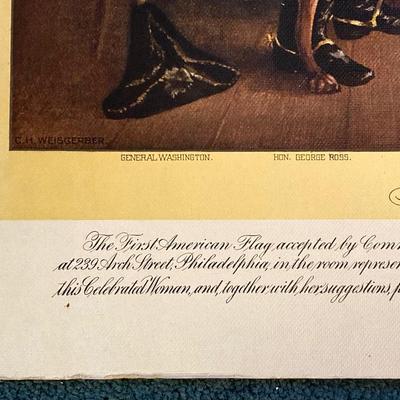 C.H. WEISGERBER.
GENERAL WASHINGTON. HON. GEORGE ROSS.
The First American Flag, accepted by Com
at 239 Arch Street, Philadelphia, in the room represen
this Celebrated Woman, and, together with her suggestions, p